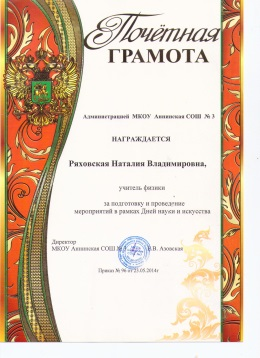 Почётная
ГРАМОТА
Администрацией МКОУ Аннинская СОШ № 3
НАГРАЖДАЕТСЯ
Ряховская Наталия Владимировна,
учитель физики
за подготовку и проведение
мероприятий в рамках Дней науки и искусства
Директор
МКОУ Аннинская СОШ № 3 В.В. Азовская
Приказ № 96 от 23.05.2014г